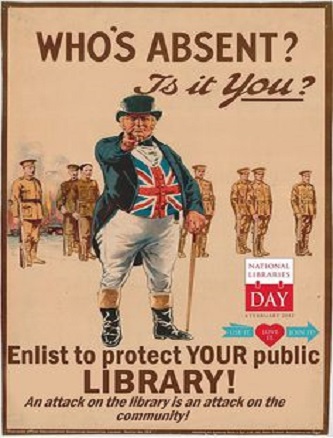 WHO'S ABSENT?
Is it You?
NATIONAL
LIBRARIES
DAY
USE IT
LOVE
IT
JOIN IT
Enlist to protect YOUR public
LIBRARY!
An attack on the library is an attack on the
community!